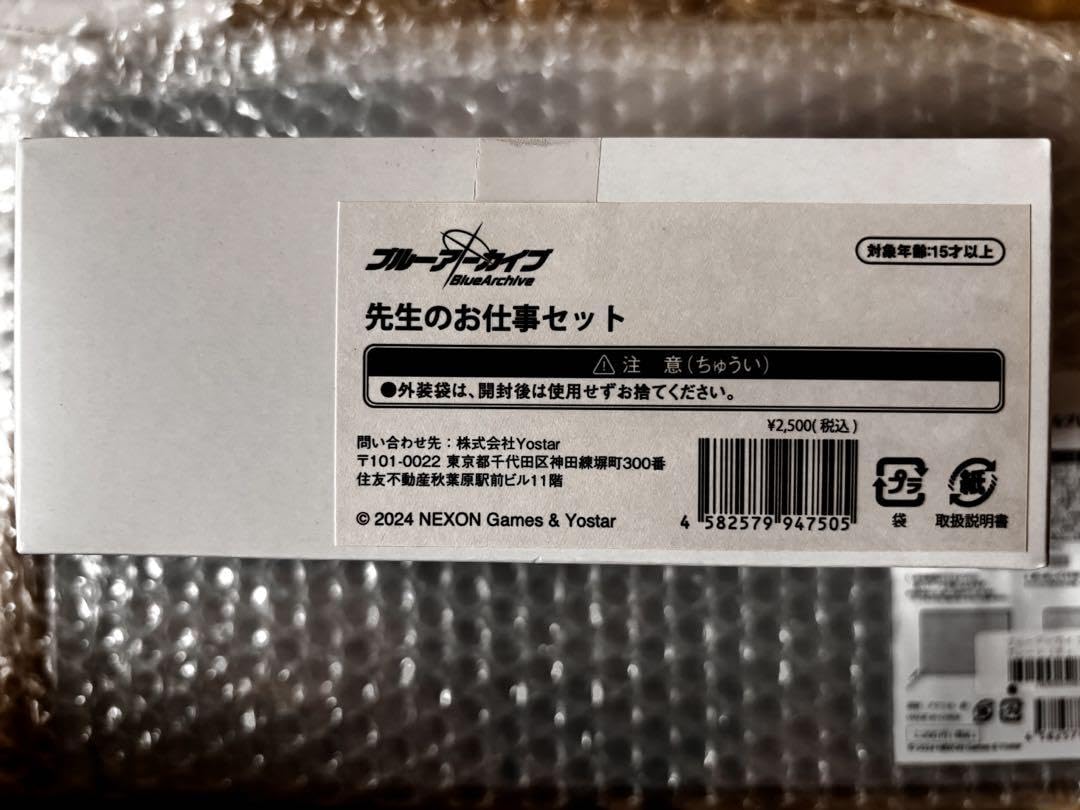 ブルーアーカイブ
BlueArchive
対象年齢:15才以上
先生のお仕事セット
⚠注 意(ちゅうい)
●外装袋は、開封後は使用せずお捨てください。
¥2,500(税込)
問い合わせ先：株式会社Yostar
〒101-0022 東京都千代田区神田練塀町300番
住友不動産秋葉原駅前ビル11階
© 2024 NEXON Games & Yostar
4 582579 947505
プラ
袋
紙
取扱説明書